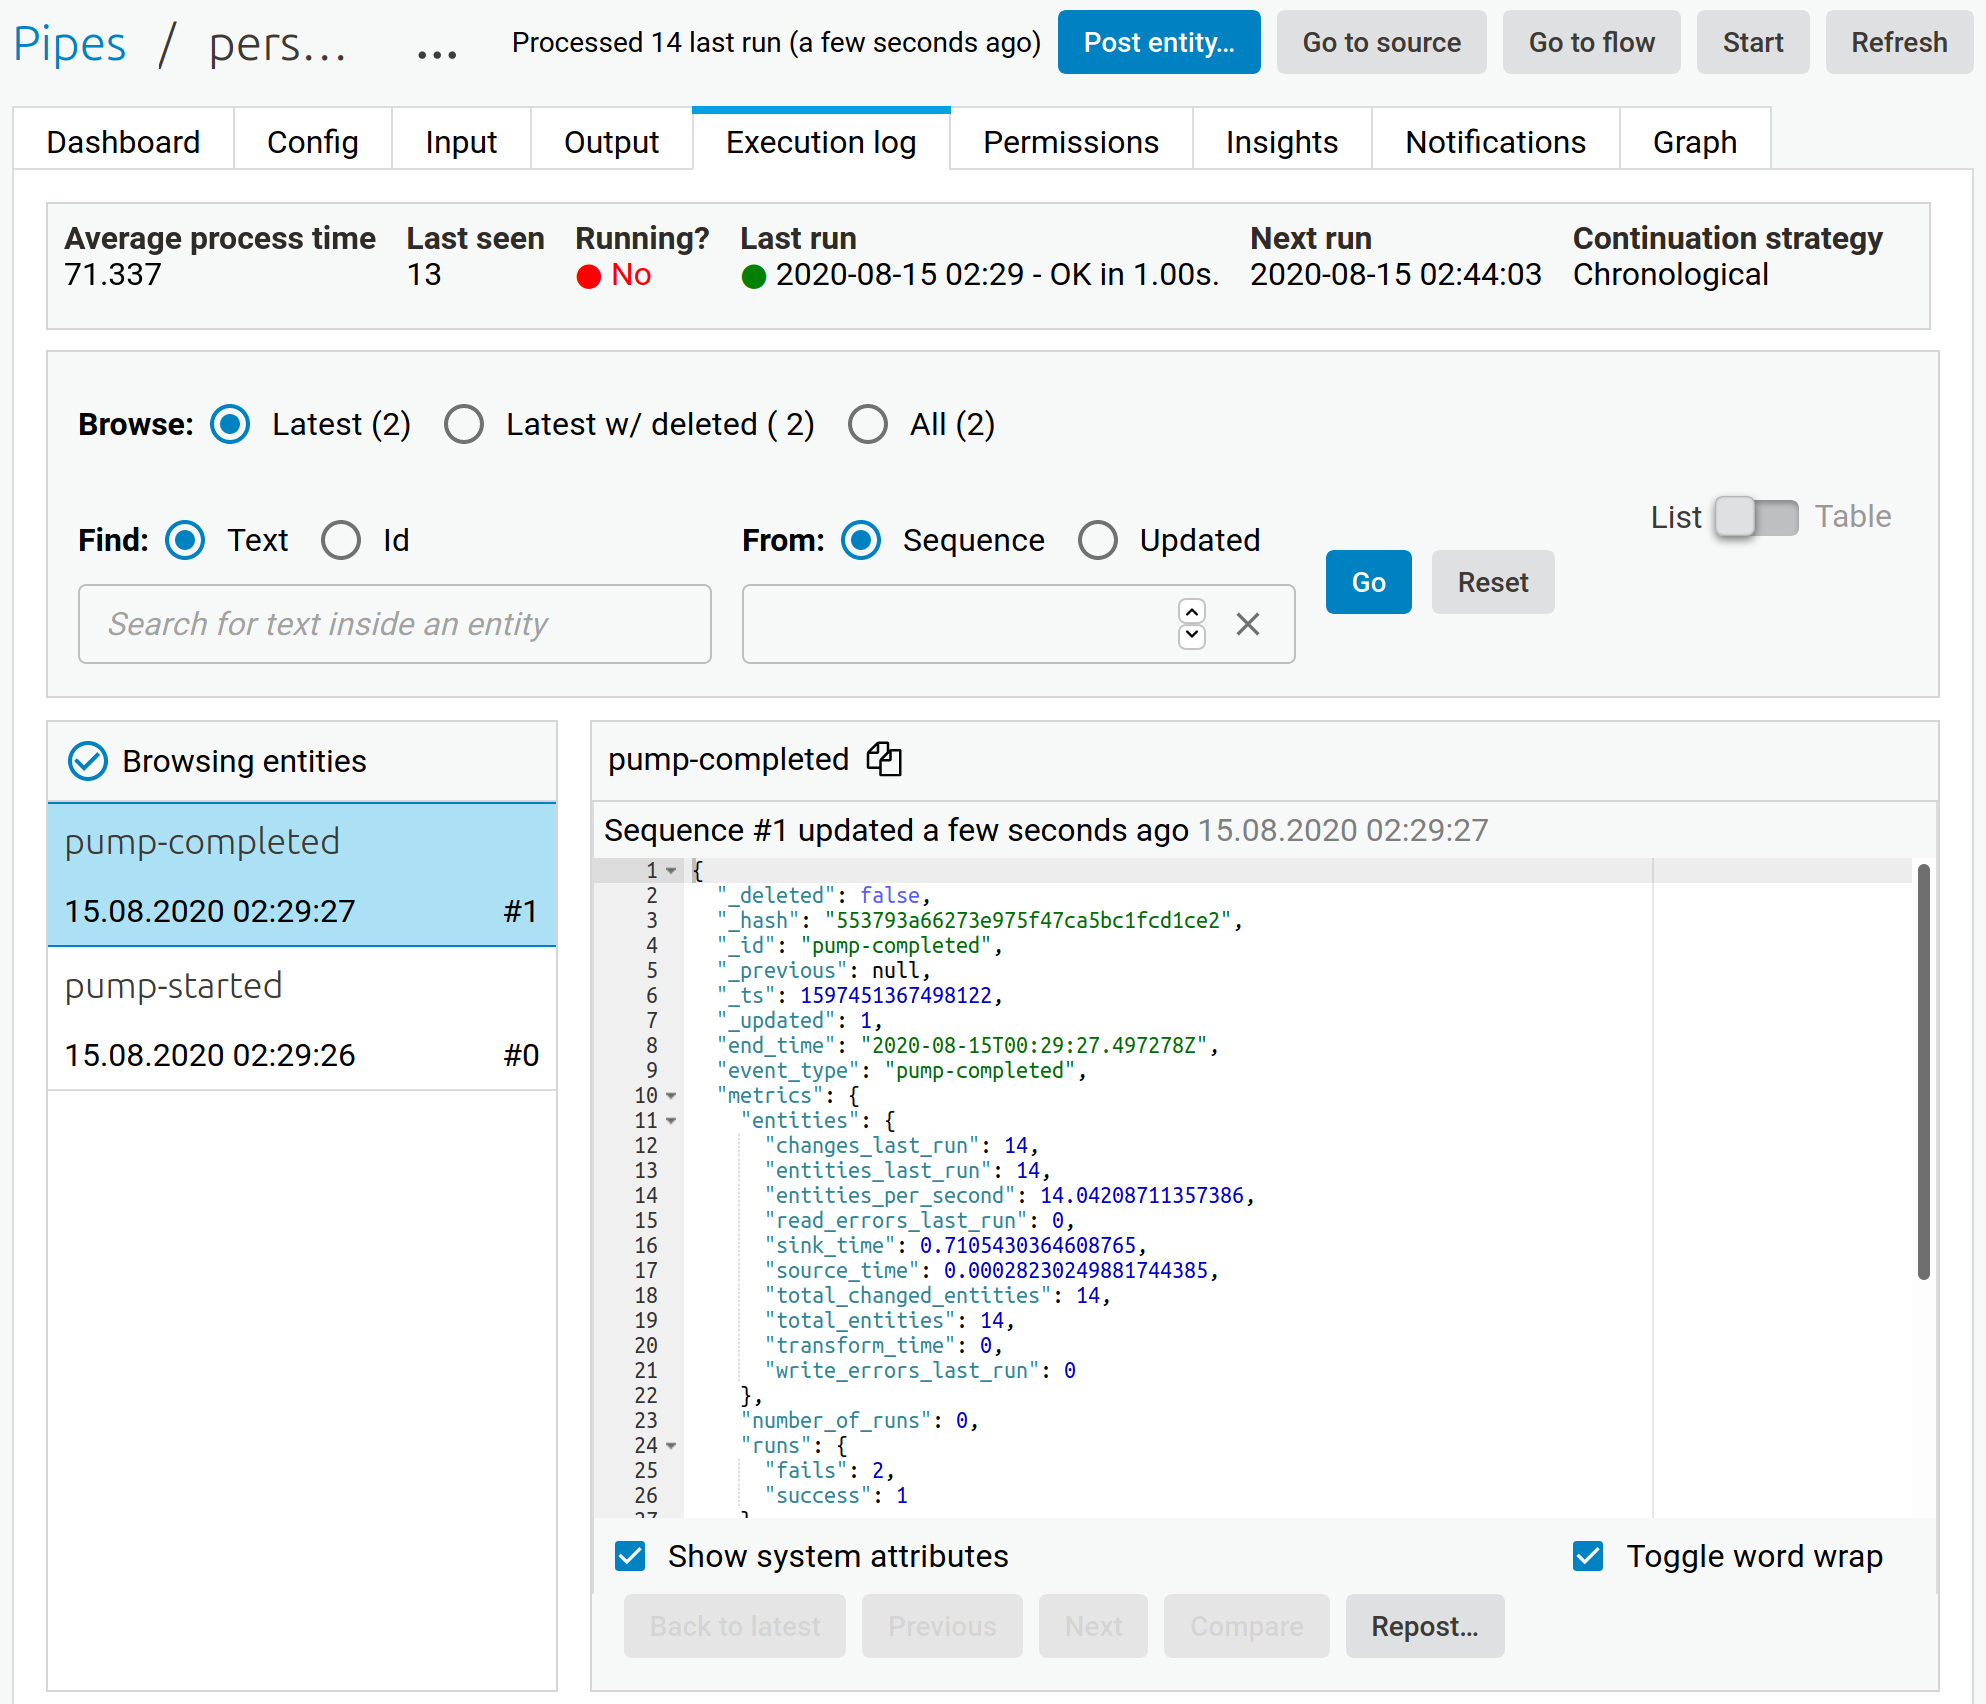 Pipes / pers... ... Processed 14 last run (a few seconds ago) Post entity... Go to source Go to flow Start Refresh
Dashboard Config Input Output Execution log Permissions Insights Notifications Graph
Average process time Last seen Running? Last run Next run Continuation strategy
71.337 13 No 2020-08-15 02:29 - OK in 1.00s. 2020-08-15 02:44:03 Chronological
Browse: Latest (2) Latest w/ deleted ( 2) All (2)
List Table
Find: Text Id From: Sequence Updated
Go Reset
Search for text inside an entity
Browsing entities
pump-completed
15.08.2020 02:29:27 #1
pump-started
15.08.2020 02:29:26 #0
pump-completed
Sequence #1 updated a few seconds ago 15.08.2020 02:29:27
1 {
2 "_deleted": false,
3 "_hash": "553793a66273e975f47ca5bc1fcd1ce2",
4 "_id": "pump-completed",
5 "_previous": null,
6 "_ts": 1597451367498122,
7 "_updated": 1,
8 "end_time": "2020-08-15T00:29:27.497278Z",
9 "event_type": "pump-completed",
10 "metrics": {
11 "entities": {
12 "changes_last_run": 14,
13 "entities_last_run": 14,
14 "entities_per_second": 14.04208711357386,
15 "read_errors_last_run": 0,
16 "sink_time": 0.7105430364608765,
17 "source_time": 0.00028230249881744385,
18 "total_changed_entities": 14,
19 "total_entities": 14,
20 "transform_time": 0,
21 "write_errors_last_run": 0
22 },
23 "number_of_runs": 0,
24 "runs": {
25 "fails": 2,
26 "success": 1
27 }
Show system attributes Toggle word wrap
Back to latest Previous Next Compare Repost...